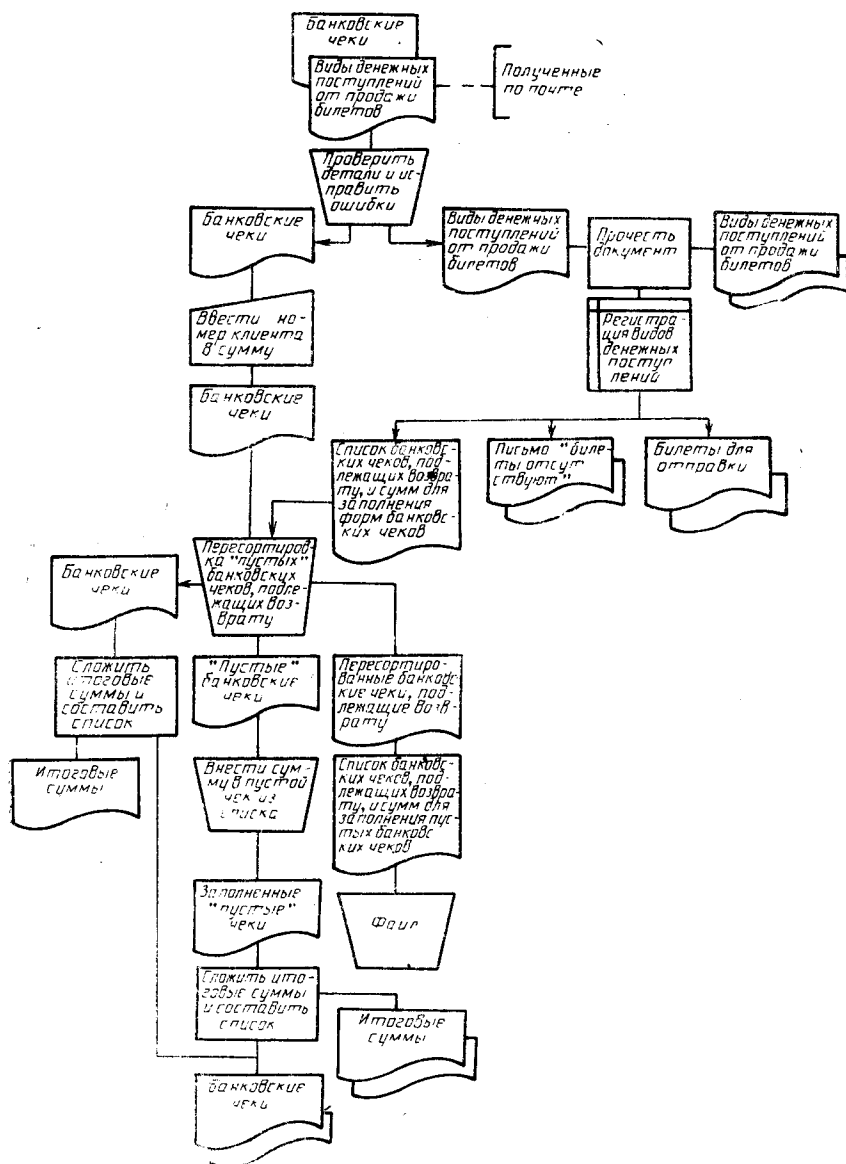 Банковские
чеки
Виды денежных
поступлений
от продажи
билетов
Полученные
по почте
Проверить
детали и ис-
править
ошибки
Банковские
чеки
Виды денежных
поступлений
от продажи
билетов
Прочесть
документ
Виды денежных
поступлений
от продажи
билетов
Ввести но-
мер клиента
в сумму
Регистра-
ция видов
денежных
поступ-
лений
Банковские
чеки
Список банковс-
ких чеков, под-
лежащих возвра-
ту, и сумм для
заполнения
форм банковс-
ких чеков
Письмо "биле-
ты отсут
ствуют"
Билеты для
отправки
Пересортиров-
ка "пустых"
банковских
чеков, подле-
жащих воз-
врату
Банковские
чеки
Сложить
итоговые
суммы и
составить
список
"Пустые"
банковские
чеки
Пересортиро-
ванные банковс-
кие чеки, под-
лежащие возв-
рату
Итоговые
суммы
Внести сум-
му в пустой
чек из
списка
Список банковс-
ких чеков, под-
лежащих возвра-
ту, и сумм для
заполнения пус-
тых банковс-
ких чеков
Заполненные
"пустые"
чеки
Файл
Сложить ито-
говые суммы
и составить
список
Итоговые
суммы
Банковские
чеки